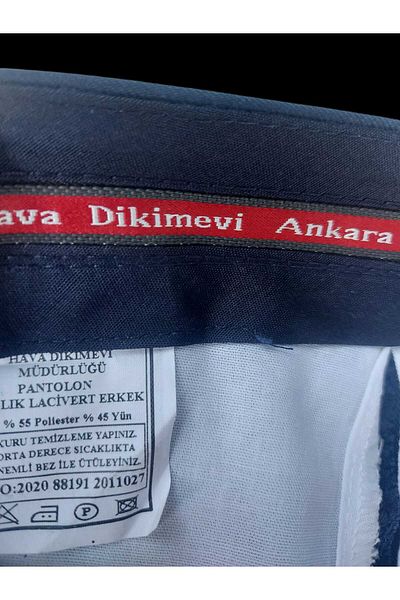 ava Dikimevi Ankara
HAVA DİKİMEVİ
MÜDÜRLÜĞÜ
PANTOLON
LIK LACİVERT ERKEK
% 55 Poliester % 45 Yün
KURU TEMİZLEME YAPINIZ.
ORTA DERECE SICAKLIKTA
NEMLİ BEZ İLE ÜTÜLEYİNİZ.
O:2020 88191 2011027
P